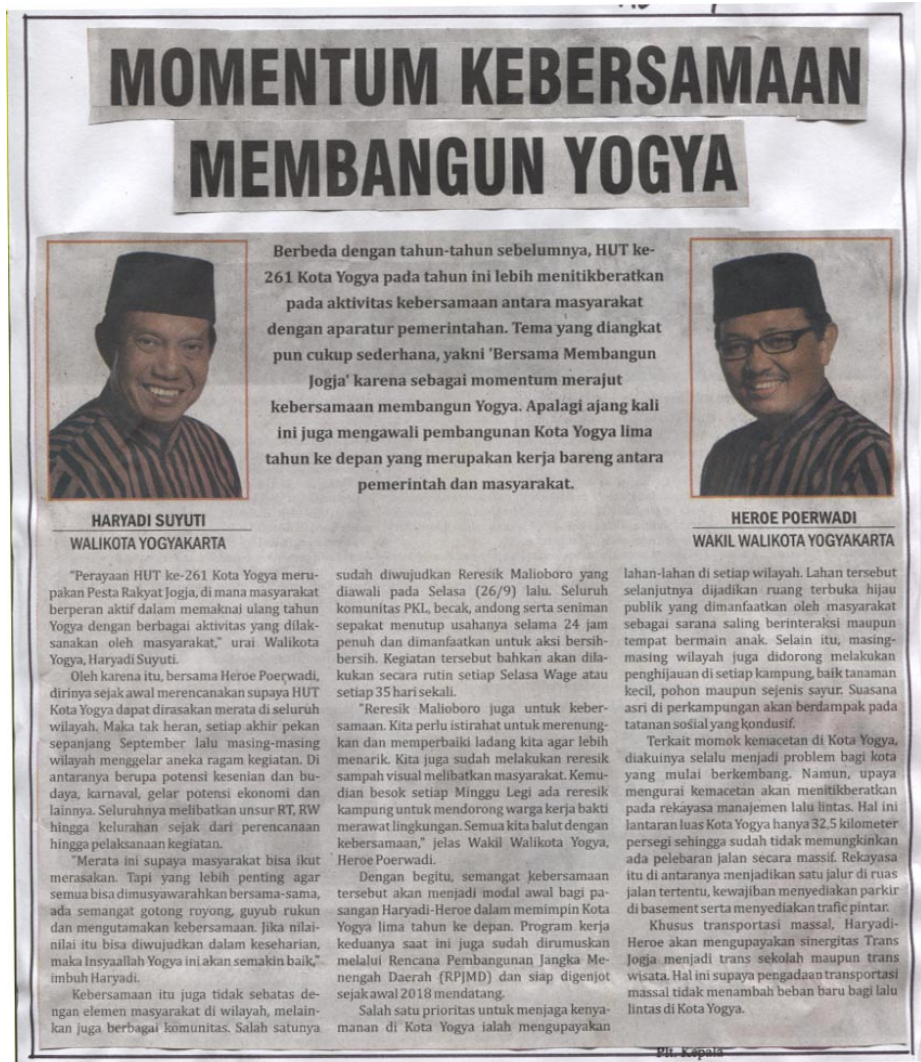 MOMENTUM KEBERSAMAAN
MEMBANGUN YOGYA
Berbeda dengan tahun-tahun sebelumnya, HUT ke-
261 Kota Yogya pada tahun ini lebih menitikberatkan
pada aktivitas kebersamaan antara masyarakat
dengan aparatur pemerintahan. Tema yang diangkat
pun cukup sederhana, yakni 'Bersama Membangun
Jogja' karena sebagai momentum merajut
kebersamaan membangun Yogya. Apalagi ajang kali
ini juga mengawali pembangunan Kota Yogya lima
tahun ke depan yang merupakan kerja bareng antara
pemerintah dan masyarakat.
HARYADI SUYUTI
WALIKOTA YOGYAKARTA
HEROE POERWADI
WAKIL WALIKOTA YOGYAKARTA
"Perayaan HUT ke-261 Kota Yogya meru-
pakan Pesta Rakyat Jogja, di mana masyarakat
berperan aktif dalam memaknai ulang tahun
Yogya dengan berbagai aktivitas yang dilak-
sanakan oleh masyarakat," urai Walikota
Yogya, Haryadi Suyuti.
Oleh karena itu, bersama Heroe Poerwadi,
dirinya sejak awal merencanakan supaya HUT
Kota Yogya dapat dirasakan merata di seluruh
wilayah. Maka tak heran, setiap akhir pekan
sepanjang September lalu masing-masing
wilayah menggelar aneka ragam kegiatan. Di
antaranya berupa potensi kesenian dan bu-
daya, karnaval, gelar potensi ekonomi dan
lainnya. Seluruhnya melibatkan unsur RT, RW
hingga kelurahan sejak dari perencanaan
hingga pelaksanaan kegiatan.
"Merata ini supaya masyarakat bisa ikut
merasakan. Tapi yang lebih penting agar
semua bisa dimusyawarahkan bersama-sama,
ada semangat gotong royong, guyub rukun
dan mengutamakan kebersamaan. Jika nilai-
nilai itu bisa diwujudkan dalam keseharian,
maka Insyaallah Yogya ini akan semakin baik,"
imbuh Haryadi.
Kebersamaan itu juga tidak sebatas de-
ngan elemen masyarakat di wilayah, melain-
kan juga berbagai komunitas. Salah satunya
sudah diwujudkan Reresik Malioboro yang
diawali pada Selasa (26/9) lalu. Seluruh
komunitas PKL, becak, andong serta seniman
sepakat menutup usahanya selama 24 jam
penuh dan dimanfaatkan untuk aksi bersih-
bersih. Kegiatan tersebut bahkan akan dila-
kukan secara rutin setiap Selasa Wage atau
setiap 35 hari sekali.
"Reresik Malioboro juga untuk keber-
samaan. Kita perlu istirahat untuk merenung-
kan dan memperbaiki ladang kita agar lebih
menarik. Kita juga sudah melakukan reresik
sampah visual melibatkan masyarakat. Kemu-
dian besok setiap Minggu Legi ada reresik
kampung untuk mendorong warga kerja bakti
merawat lingkungan. Semua kita balut dengan
kebersamaan," jelas Wakil Walikota Yogya,
Heroe Poerwadi.
Dengan begitu, semangat kebersamaan
tersebut akan menjadi modal awal bagi pa-
sangan Haryadi-Heroe dalam memimpin Kota
Yogya lima tahun ke depan. Program kerja
keduanya saat ini juga sudah dirumuskan
melalui Rencana Pembangunan Jangka Me-
nengah Daerah (RPJMD) dan siap digenjot
sejak awal 2018 mendatang.
Salah satu prioritas untuk menjaga kenya-
manan di Kota Yogya ialah mengupayakan
lahan-lahan di setiap wilayah. Lahan tersebut
selanjutnya dijadikan ruang terbuka hijau
publik yang dimanfaatkan oleh masyarakat
sebagai sarana saling berinteraksi maupun
tempat bermain anak. Selain itu, masing-
masing wilayah juga didorong melakukan
penghijauan di setiap kampung, baik tanaman
kecil, pohon maupun sejenis sayur. Suasana
asri di perkampungan akan berdampak pada
tatanan sosial yang kondusif.
Terkait momok kemacetan di Kota Yogya,
diakuinya selalu menjadi problem bagi kota
yang mulai berkembang. Namun, upaya
mengurai kemacetan akan menitikberatkan
pada rekayasa manajemen lalu lintas. Hal ini
lantaran luas Kota Yogya hanya 32,5 kilometer
persegi sehingga sudah tidak memungkinkan
ada pelebaran jalan secara massif. Rekayasa
itu di antaranya menjadikan satu jalur di ruas
jalan tertentu, kewajiban menyediakan parkir
di basement serta menyediakan trafic pintar.
Khusus transportasi massal, Haryadi-
Heroe akan mengupayakan sinergitas Trans
Jogja menjadi trans sekolah maupun trans
wisata. Hal ini supaya pengadaan transportasi
massal tidak menambah beban baru bagi lalu
lintas di Kota Yogya.
Plt. Kepala